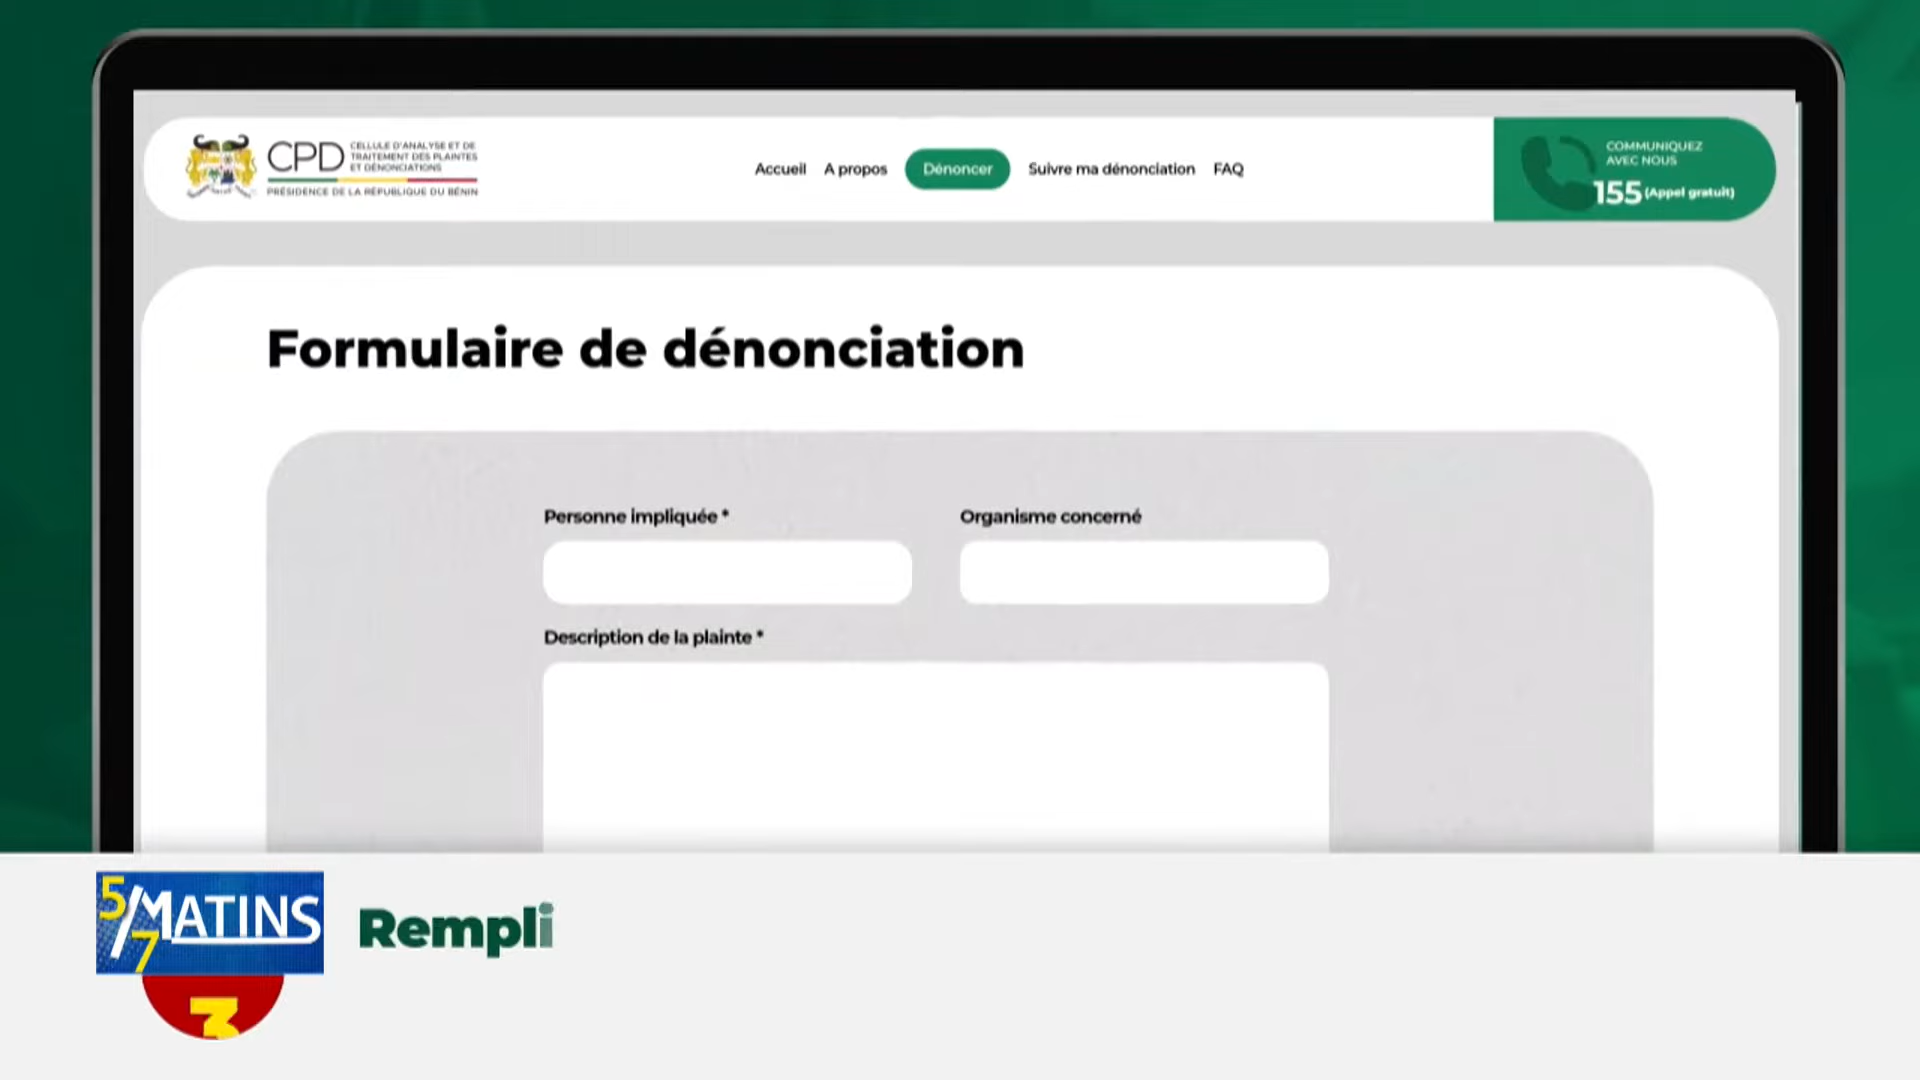 CPD
CELLULE D'ANALYSE ET DE
TRAITEMENT DES PLAINTES
ET DÉNONCIATIONS
PRÉSIDENCE DE LA RÉPUBLIQUE DU BÉNIN
Accueil A propos Dénoncer Suivre ma dénonciation FAQ
COMMUNIQUEZ
AVEC NOUS
155 (Appel gratuit)
Formulaire de dénonciation
Personne impliquée * Organisme concerné
Description de la plainte *
5/7 MATINS
Rempli
3